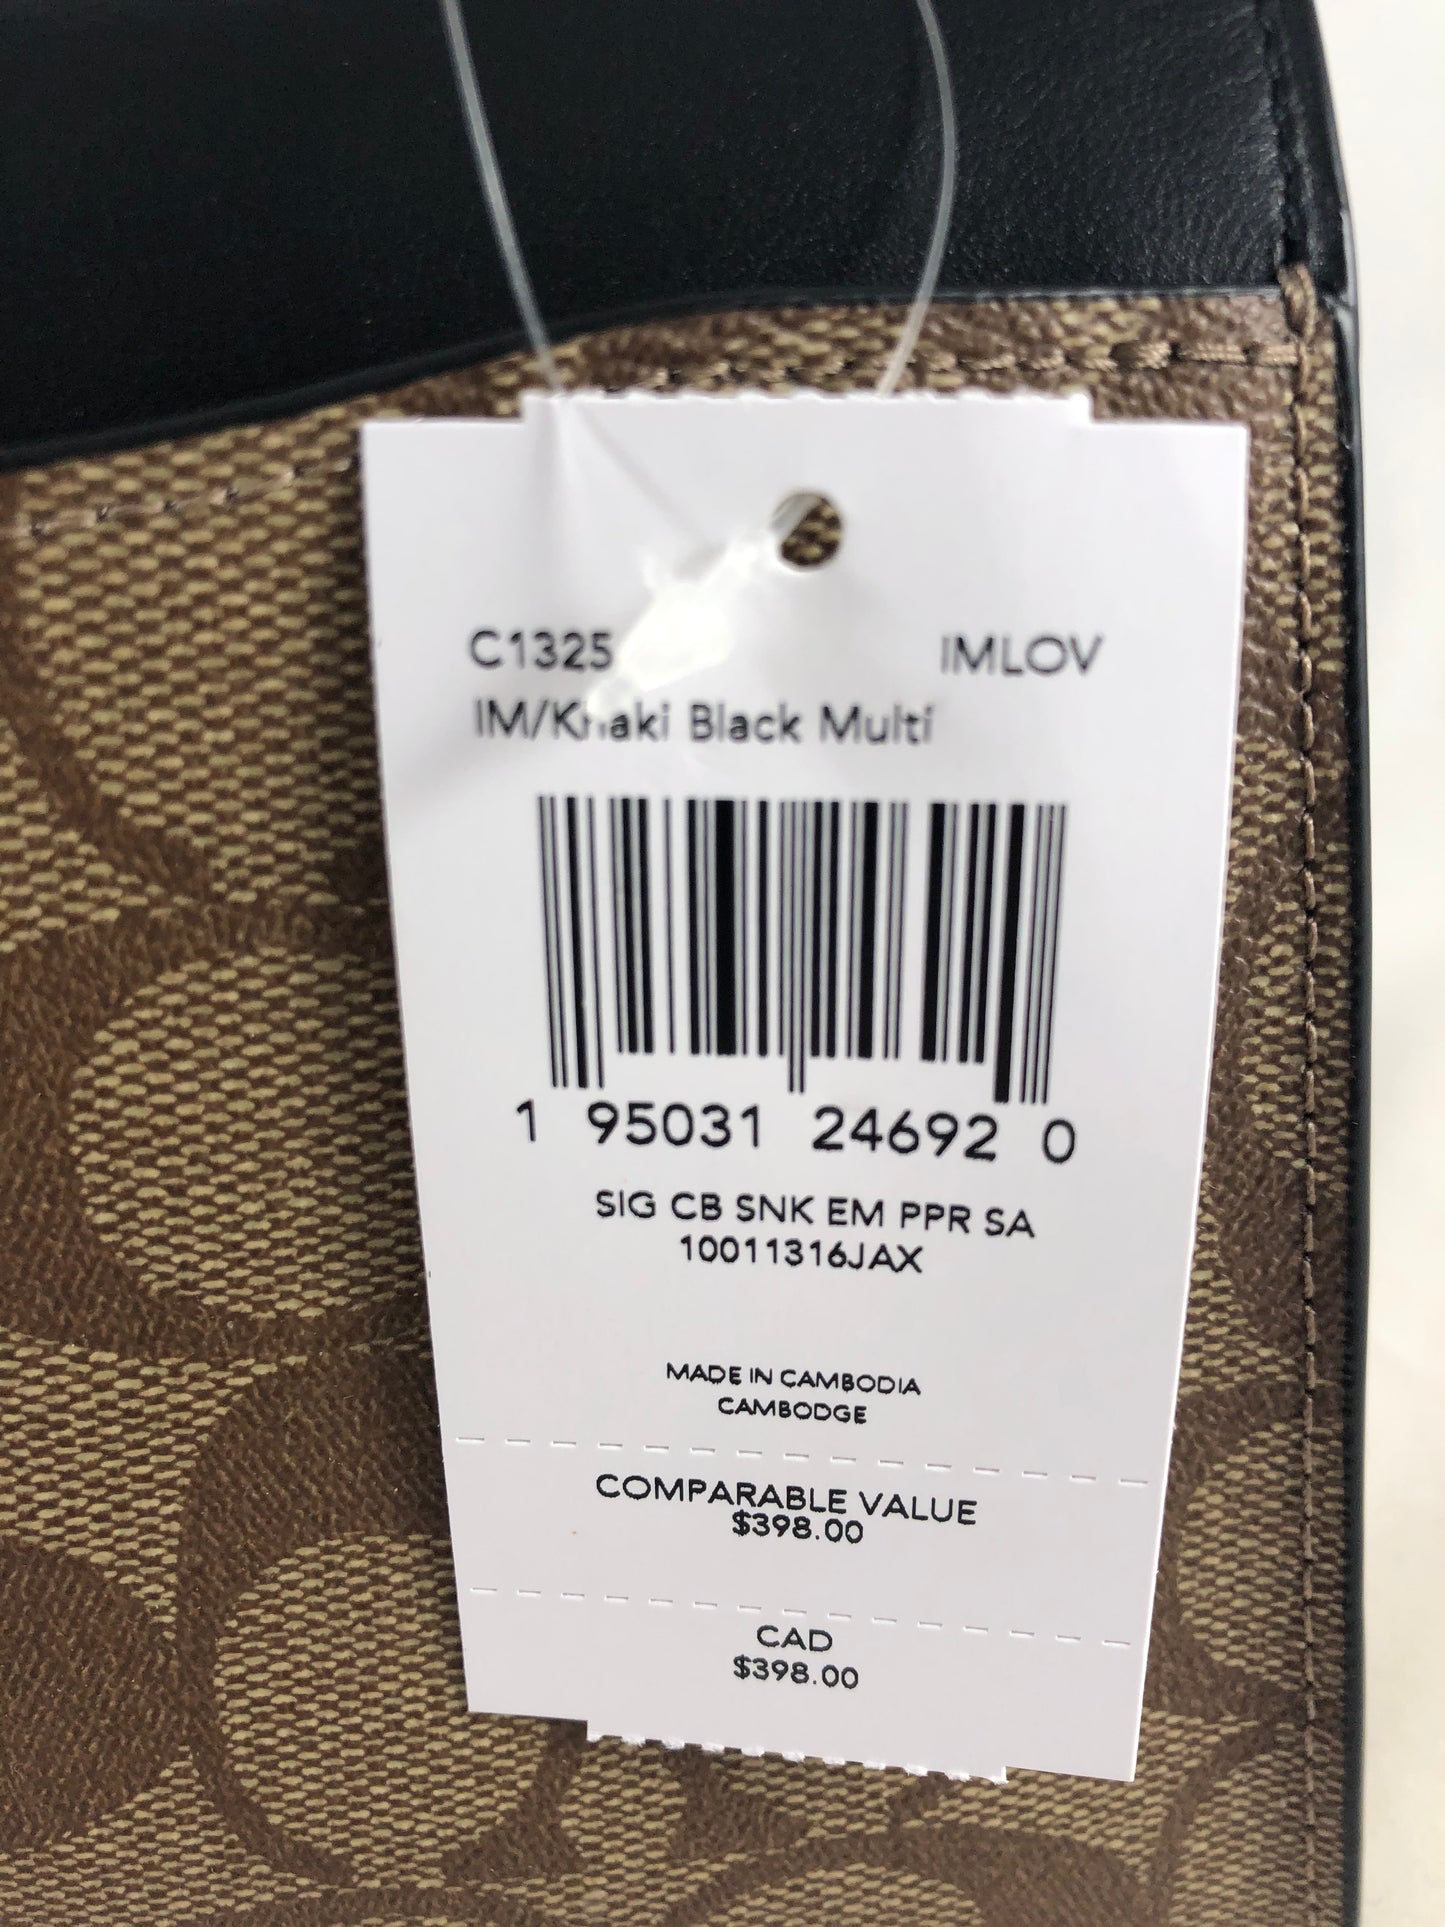 C1325 IMLOV
IM/Khaki Black Multi
1 95031 24692 0
SIG CB SNK EM PPR SA
10011316JAX
MADE IN CAMBODIA
CAMBODGE
COMPARABLE VALUE
$398.00
CAD
$398.00